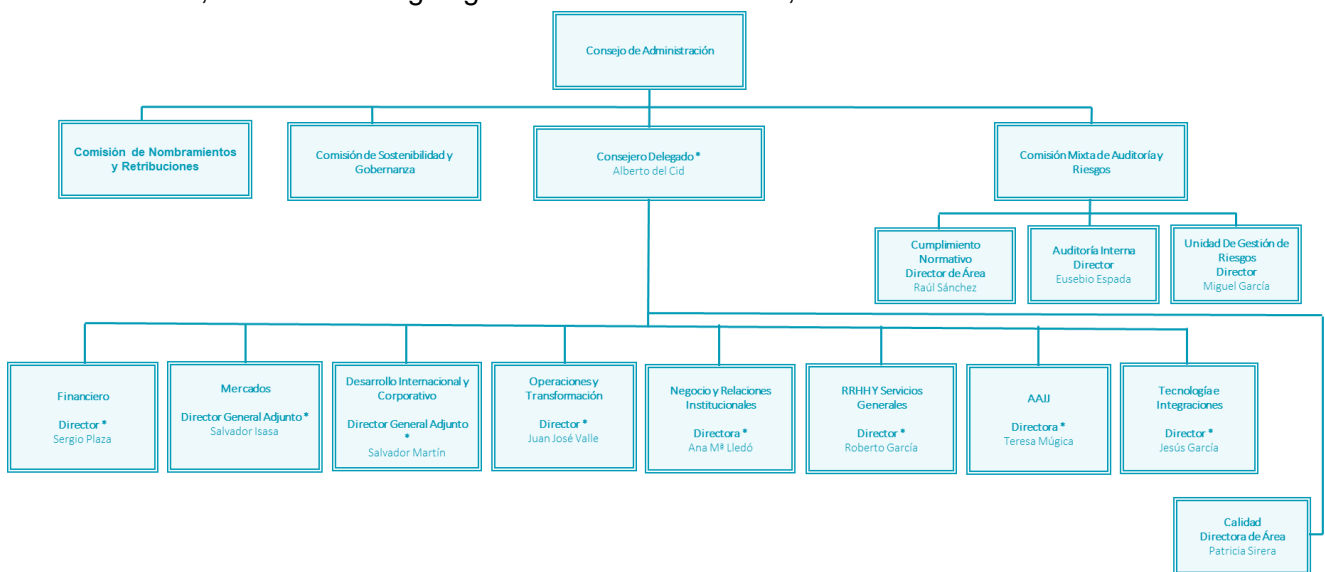 Consejo de Administración
Comisión de Nombramientos
y Retribuciones
Comisión de Sostenibilidad y
Gobernanza
Consejero Delegado *
Alberto del Cid
Comisión Mixta de Auditoría y
Riesgos
Cumplimiento
Normativo
Director de Área
Raúl Sánchez
Auditoría Interna
Director
Eusebio Espada
Unidad De Gestión de
Riesgos
Director
Miguel García
Financiero
Director *
Sergio Plaza
Mercados
Director General Adjunto *
Salvador Isasa
Desarrollo Internacional y
Corporativo
Director General Adjunto
*
Salvador Martín
Operaciones y
Transformación
Director *
Juan José Valle
Negocio y Relaciones
Institucionales
Directora *
Ana Mª Lledó
RRHH Y Servicios
Generales
Director *
Roberto García
AAJJ
Directora *
Teresa Múgica
Tecnología e
Integraciones
Director *
Jesús García
Calidad
Directora de Área
Patricia Sirera